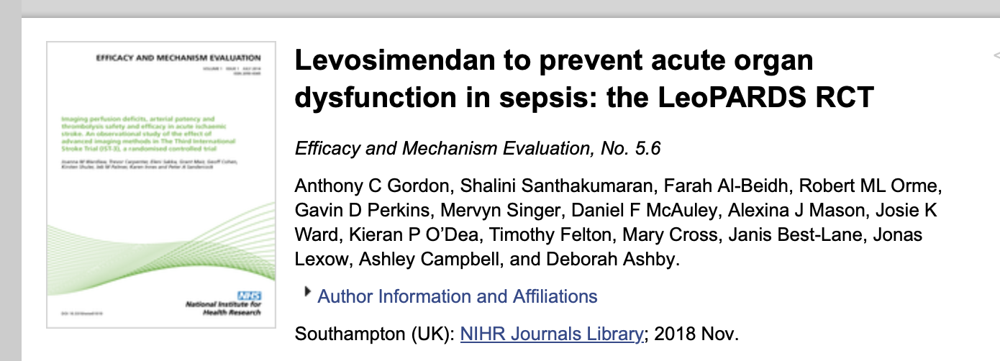 EFFICACY AND MECHANISM EVALUATION
Imaging perfusion deficits, arterial patency and
thrombolysis safety and efficacy in acute ischaemic
stroke. An observational study of the effect of
advanced imaging methods in The Third International
Stroke Trial (IST-3), a randomised controlled trial
NHS
National Institute for
Health Research
Levosimendan to prevent acute organ
dysfunction in sepsis: the LeoPARDS RCT
Efficacy and Mechanism Evaluation, No. 5.6
Anthony C Gordon, Shalini Santhakumaran, Farah Al-Beidh, Robert ML Orme,
Gavin D Perkins, Mervyn Singer, Daniel F McAuley, Alexina J Mason, Josie K
Ward, Kieran P O’Dea, Timothy Felton, Mary Cross, Janis Best-Lane, Jonas
Lexow, Ashley Campbell, and Deborah Ashby.
Author Information and Affiliations
Southampton (UK): NIHR Journals Library; 2018 Nov.
<